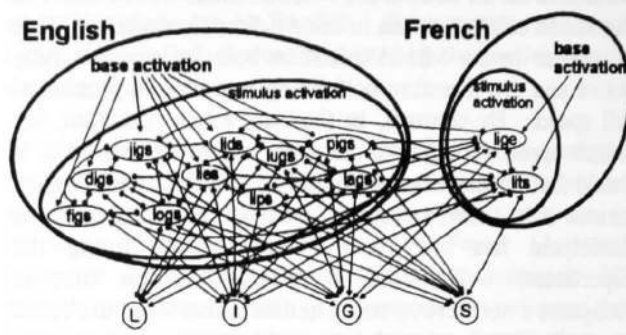 English
French
base activation
base
activation
stimulus activation
stimulus
activation
jigs
lids
lugs
pigs
lige
digs
lies
lags
lits
figs
logs
lips
L
I
G
S